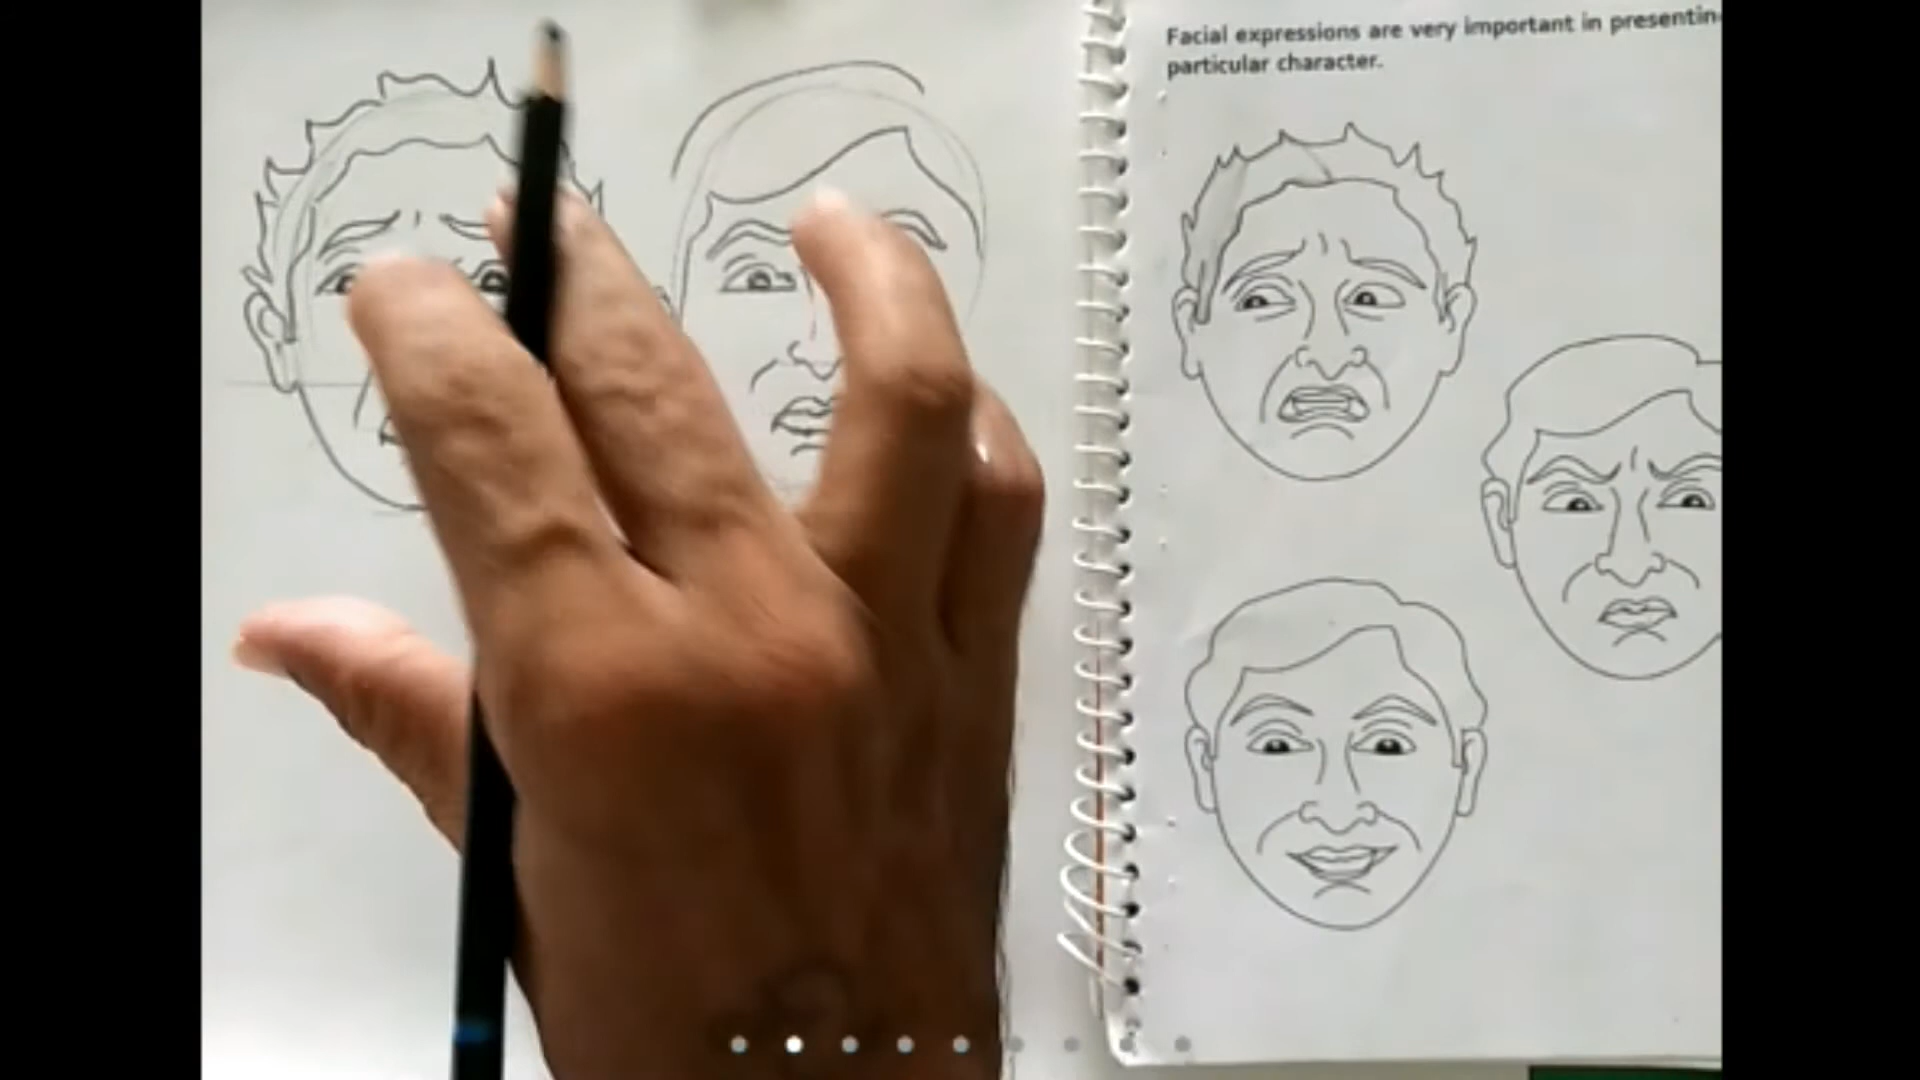 Facial expressions are very important in presentin
particular character.